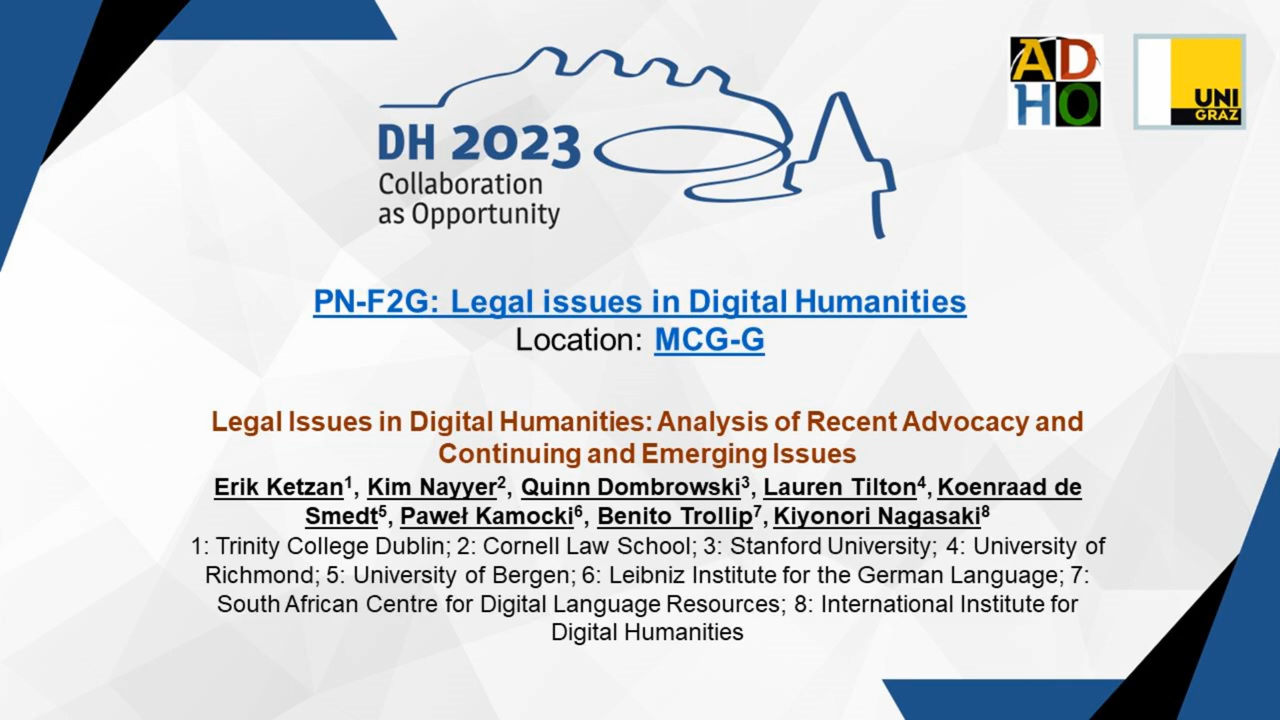 DH 2023
Collaboration
as Opportunity
AD
HO
UNI
GRAZ
PN-F2G: Legal issues in Digital Humanities
Location: MCG-G
Legal Issues in Digital Humanities: Analysis of Recent Advocacy and
Continuing and Emerging Issues
Erik Ketzan¹, Kim Nayyer², Quinn Dombrowski³, Lauren Tilton⁴, Koenraad de
Smedt⁵, Paweł Kamocki⁶, Benito Trollip⁷, Kiyonori Nagasaki⁸
1: Trinity College Dublin; 2: Cornell Law School; 3: Stanford University; 4: University of
Richmond; 5: University of Bergen; 6: Leibniz Institute for the German Language; 7:
South African Centre for Digital Language Resources; 8: International Institute for
Digital Humanities